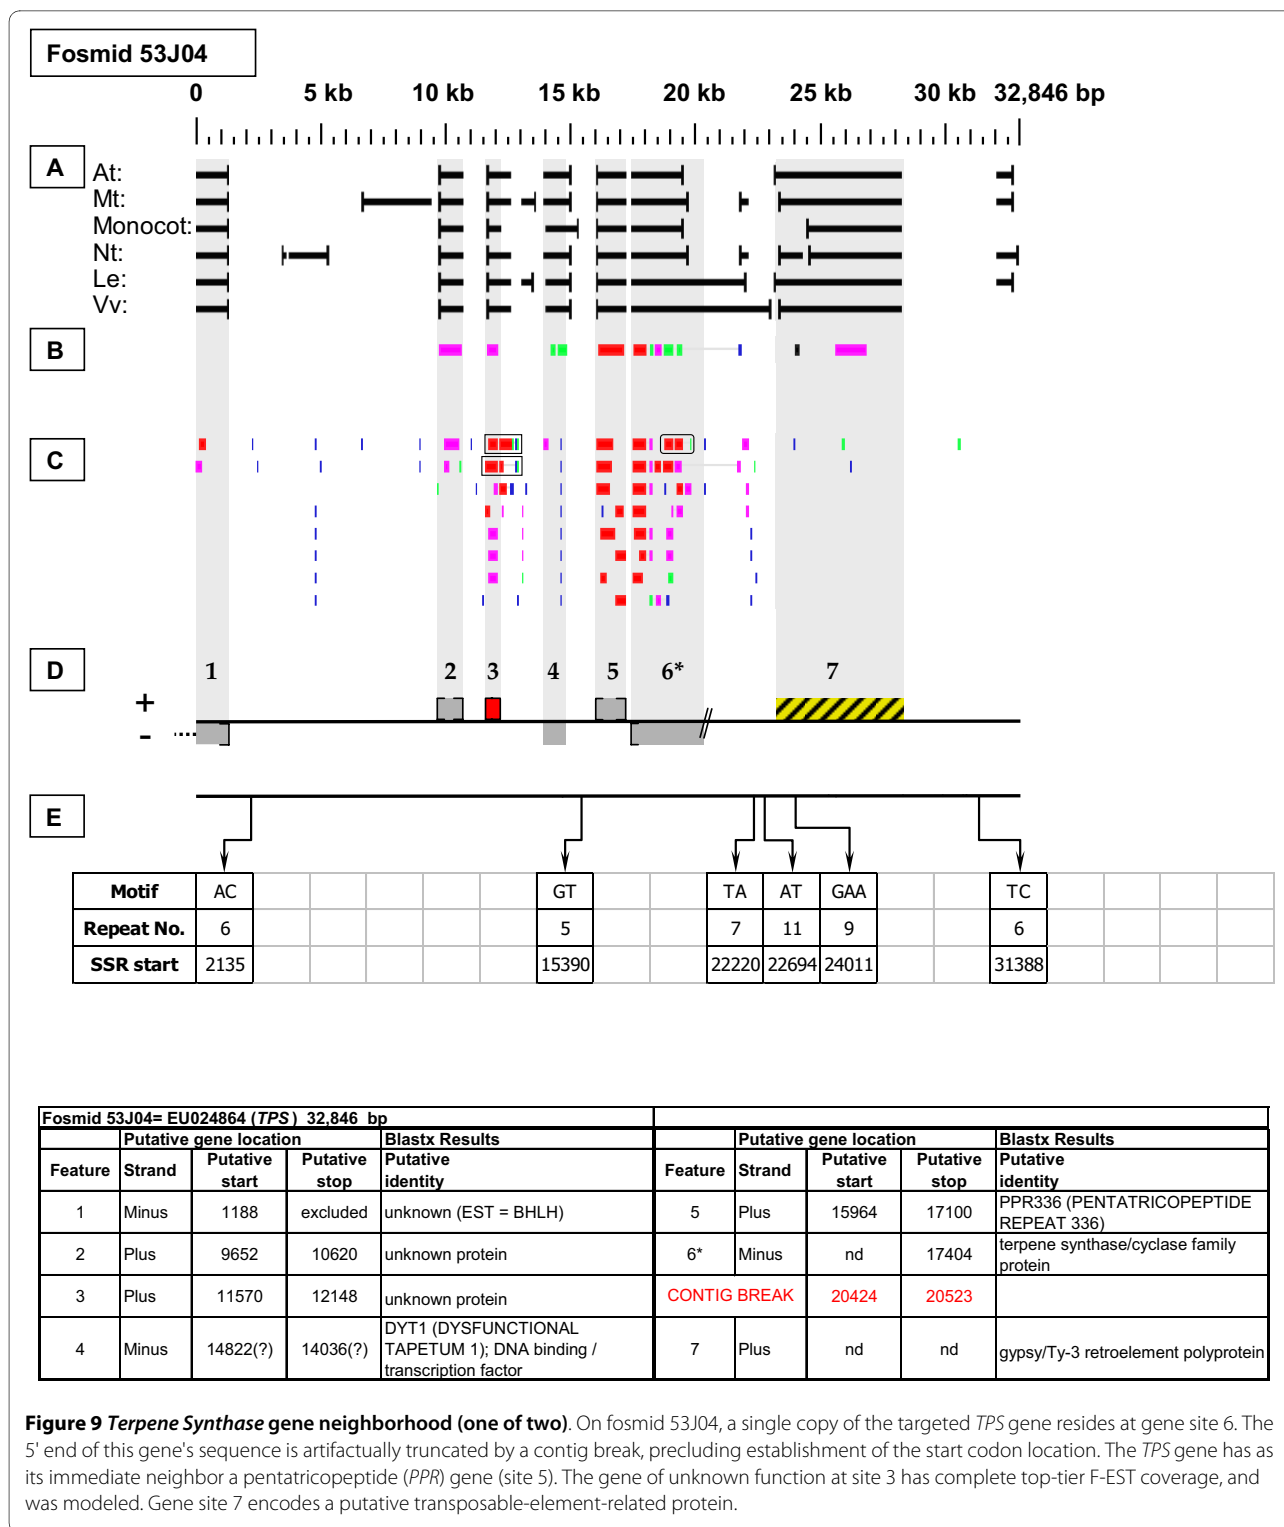 Fosmid 53J04
0 5 kb 10 kb 15 kb 20 kb 25 kb 30 kb 32,846 bp
A
At:
Mt:
Monocot:
Nt:
Le:
Vv:
B
C
D
1 2 3 4 5 6* 7
+
-
E
Motif AC GT TA AT GAA TC
Repeat No. 6 5 7 11 9 6
SSR start 2135 15390 22220 22694 24011 31388
Fosmid 53J04= EU024864 (TPS) 32,846 bp
Putative gene location Blastx Results Putative gene location Blastx Results
Feature Strand Putative start Putative stop Putative identity Feature Strand Putative start Putative stop Putative identity
1 Minus 1188 excluded unknown (EST = BHLH) 5 Plus 15964 17100 PPR336 (PENTATRICOPEPTIDE REPEAT 336)
2 Plus 9652 10620 unknown protein 6* Minus nd 17404 terpene synthase/cyclase family protein
3 Plus 11570 12148 unknown protein CONTIG BREAK 20424 20523
4 Minus 14822(?) 14036(?) DYT1 (DYSFUNCTIONAL TAPETUM 1); DNA binding / transcription factor 7 Plus nd nd gypsy/Ty-3 retroelement polyprotein
Figure 9 Terpene Synthase gene neighborhood (one of two). On fosmid 53J04, a single copy of the targeted TPS gene resides at gene site 6. The
5' end of this gene's sequence is artifactually truncated by a contig break, precluding establishment of the start codon location. The TPS gene has as
its immediate neighbor a pentatricopeptide (PPR) gene (site 5). The gene of unknown function at site 3 has complete top-tier F-EST coverage, and
was modeled. Gene site 7 encodes a putative transposable-element-related protein.